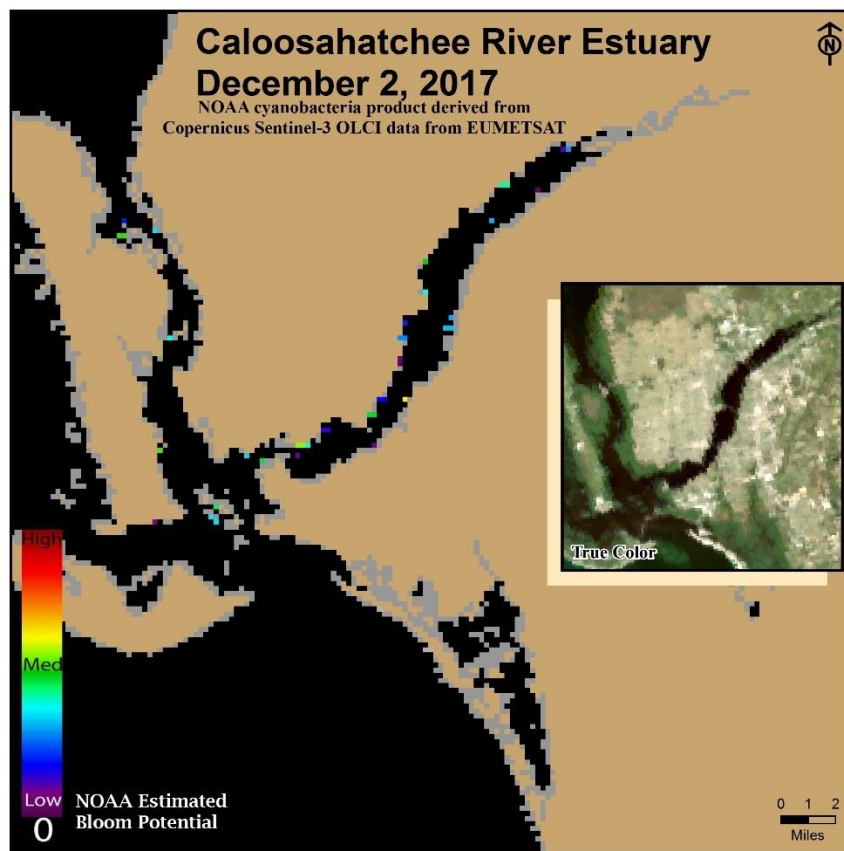 Caloosahatchee River Estuary
December 2, 2017
NOAA cyanobacteria product derived from
Copernicus Sentinel-3 OLCI data from EUMETSAT
N
True Color
High
Med
Low
0
NOAA Estimated
Bloom Potential
0 1 2
Miles